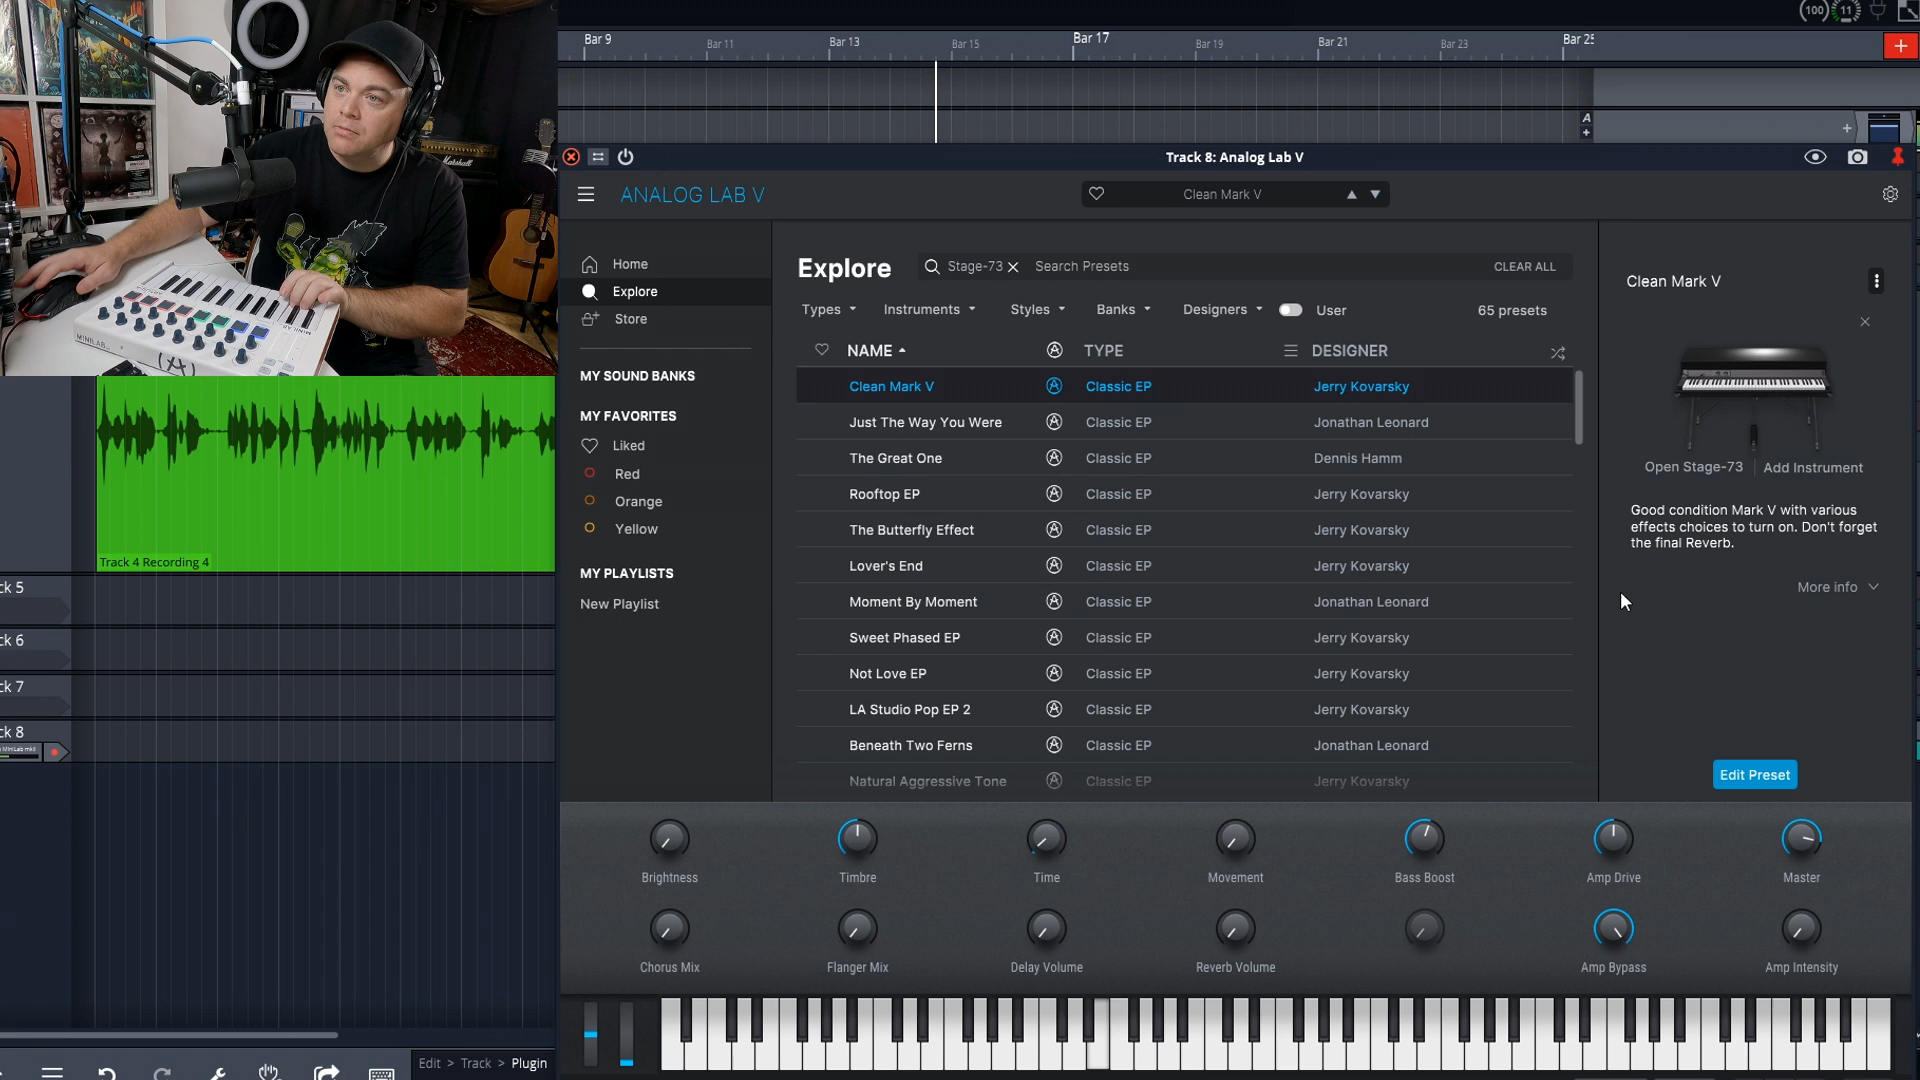 100
11
Bar 9
Bar 11
Bar 13
Bar 15
Bar 17
Bar 19
Bar 21
Bar 23
Bar 25
+
A
+
+
Track 8: Analog Lab V
ANALOG LAB V
Clean Mark V
Home
Explore
Store
MY SOUND BANKS
MY FAVORITES
Liked
Red
Orange
Yellow
MY PLAYLISTS
New Playlist
Explore
Stage-73
Search Presets
CLEAR ALL
Types
Instruments
Styles
Banks
Designers
User
65 presets
NAME TYPE DESIGNER
Clean Mark V Classic EP Jerry Kovarsky
Just The Way You Were Classic EP Jonathan Leonard
The Great One Classic EP Dennis Hamm
Rooftop EP Classic EP Jerry Kovarsky
The Butterfly Effect Classic EP Jerry Kovarsky
Lover's End Classic EP Jerry Kovarsky
Moment By Moment Classic EP Jonathan Leonard
Sweet Phased EP Classic EP Jerry Kovarsky
Not Love EP Classic EP Jerry Kovarsky
LA Studio Pop EP 2 Classic EP Jerry Kovarsky
Beneath Two Ferns Classic EP Jonathan Leonard
Natural Aggressive Tone Classic EP Jerry Kovarsky
Clean Mark V
Open Stage-73
Add Instrument
Good condition Mark V with various
effects choices to turn on. Don't forget
the final Reverb.
More info
Edit Preset
Brightness
Timbre
Time
Movement
Bass Boost
Amp Drive
Master
Chorus Mix
Flanger Mix
Delay Volume
Reverb Volume
Amp Bypass
Amp Intensity
Marshall
MINILAB
Track 4 Recording 4
ck 5
ck 6
ck 7
ck 8
MiniLab mkII
Edit > Track > Plugin